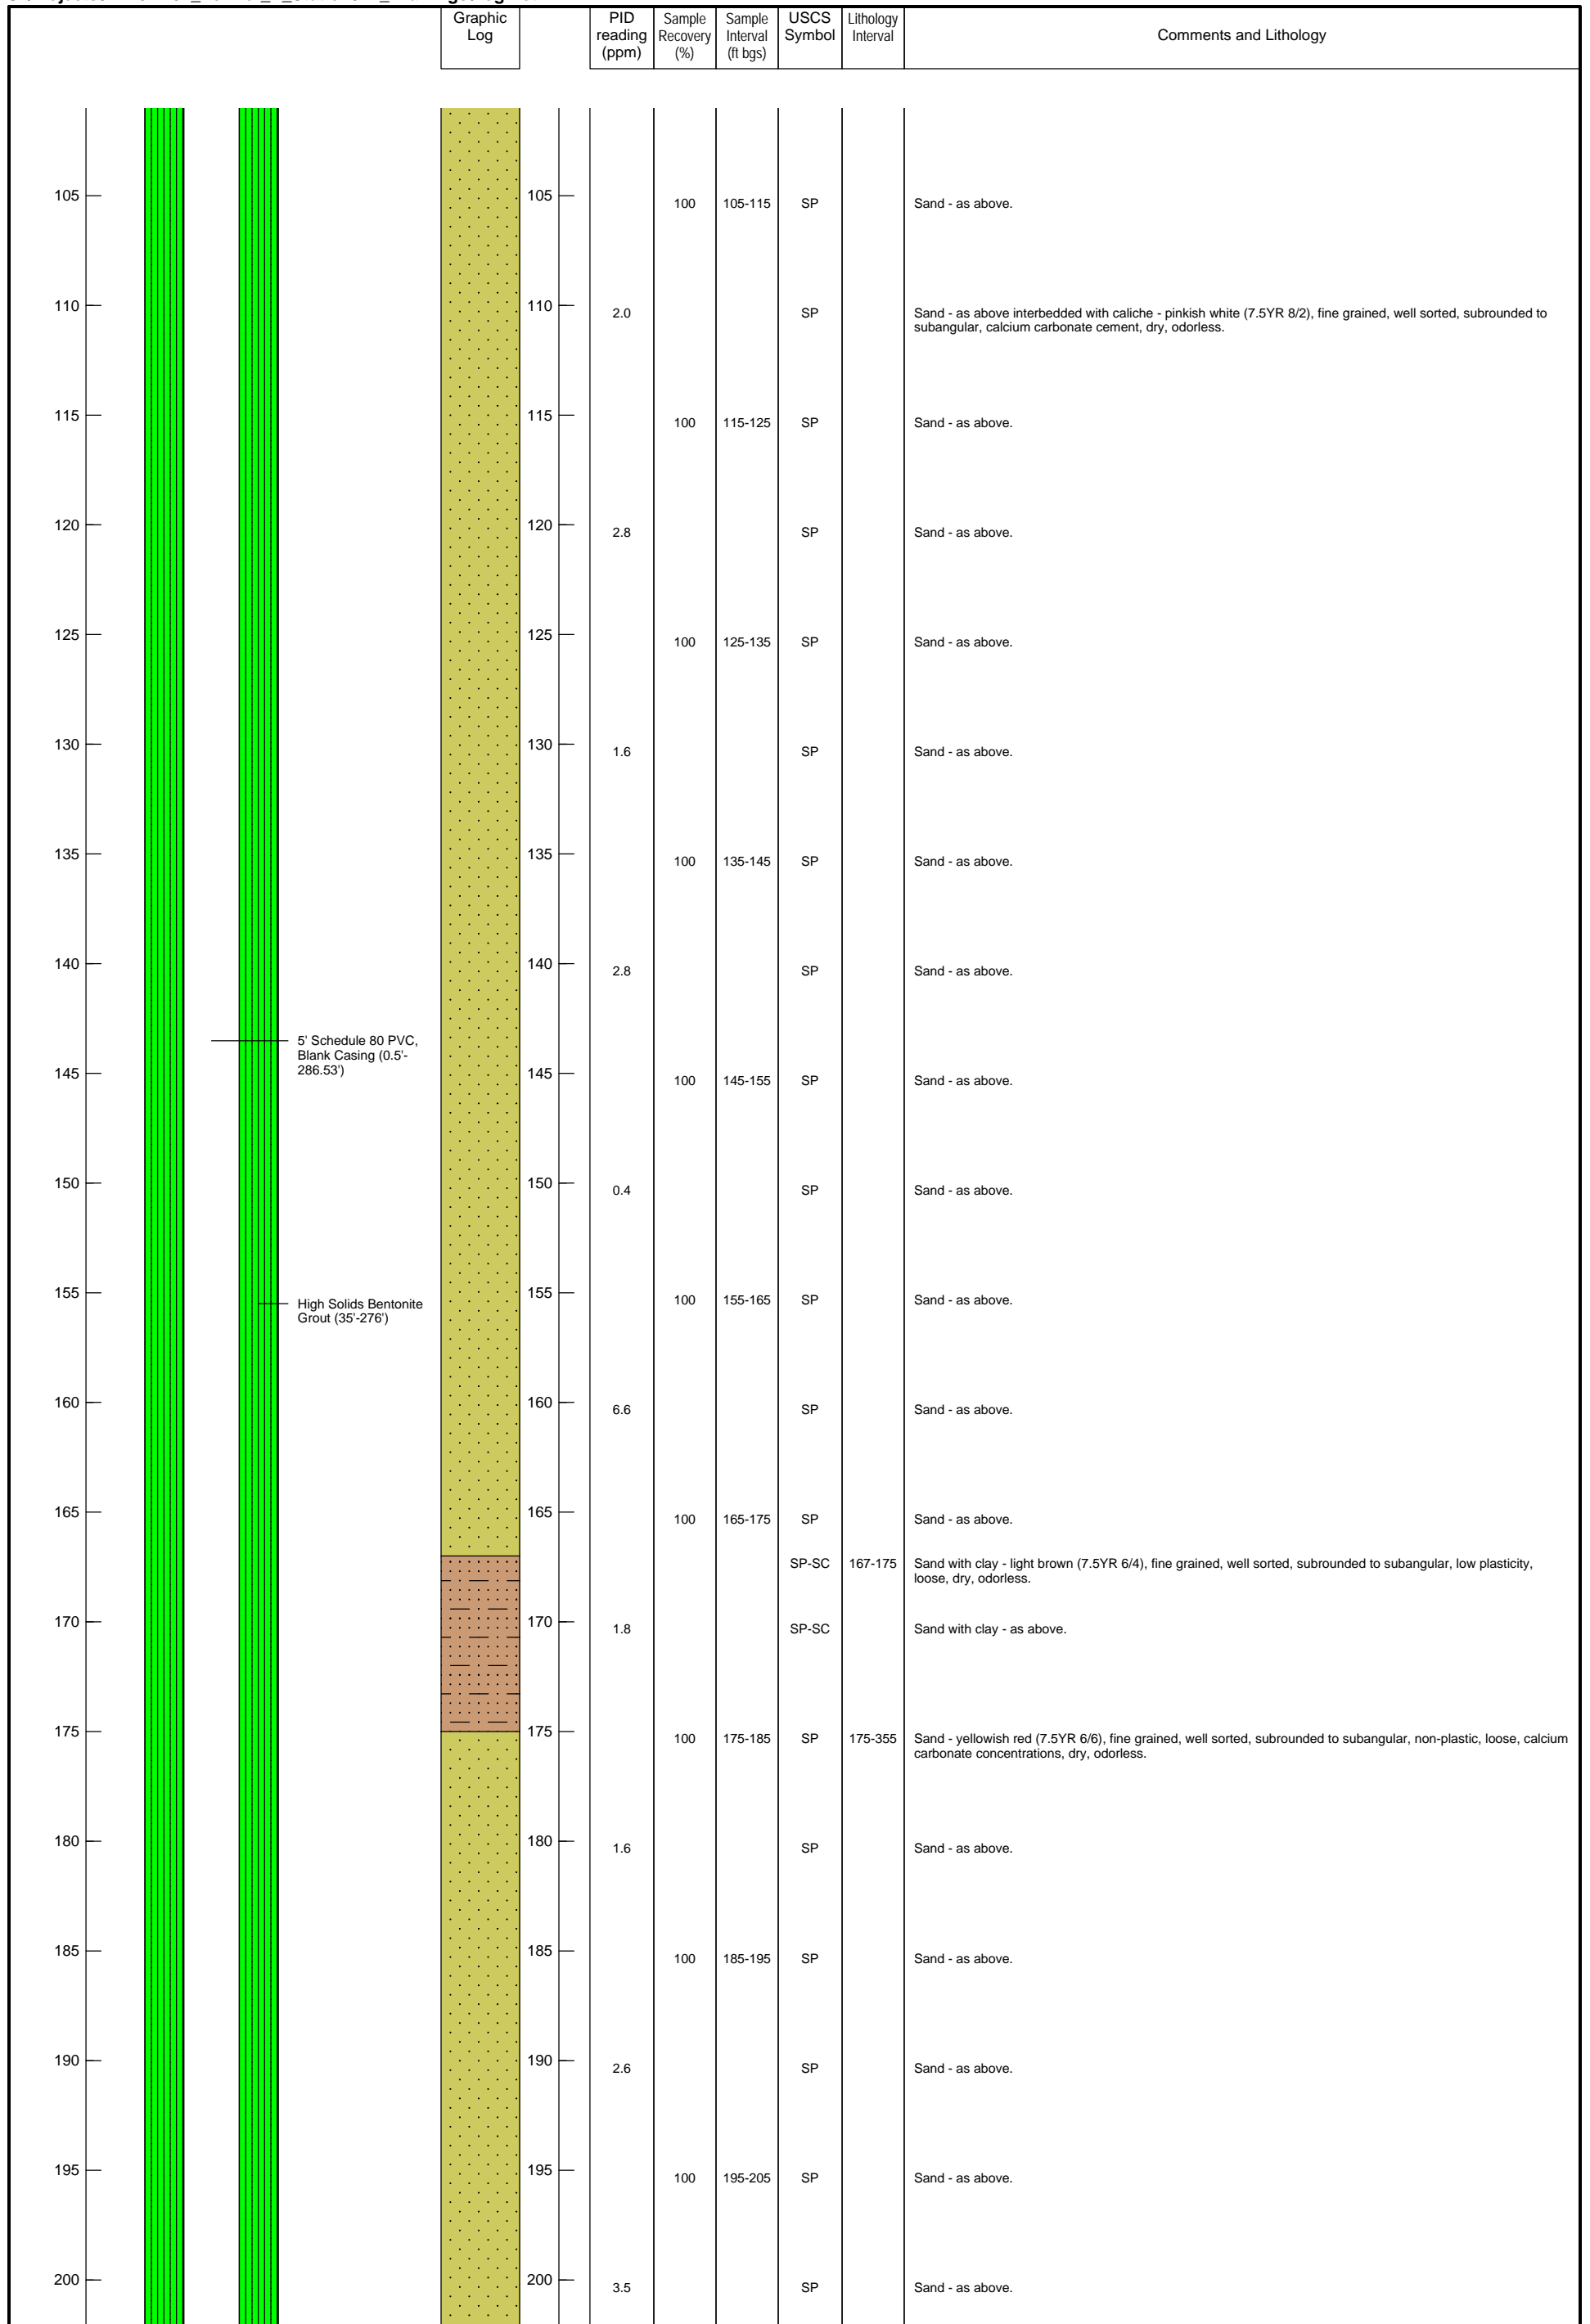 Graphic Log
PID reading (ppm)
Sample Recovery (%)
Sample Interval (ft bgs)
USCS Symbol
Lithology Interval
Comments and Lithology
105 105 100 105-115 SP Sand - as above.
110 110 2.0 SP Sand - as above interbedded with caliche - pinkish white (7.5YR 8/2), fine grained, well sorted, subrounded to
subangular, calcium carbonate cement, dry, odorless.
115 115 100 115-125 SP Sand - as above.
120 120 2.8 SP Sand - as above.
125 125 100 125-135 SP Sand - as above.
130 130 1.6 SP Sand - as above.
135 135 100 135-145 SP Sand - as above.
140 140 2.8 SP Sand - as above.
5' Schedule 80 PVC,
Blank Casing (0.5'-
286.53')
145 145 100 145-155 SP Sand - as above.
150 150 0.4 SP Sand - as above.
155 155 100 155-165 SP Sand - as above.
High Solids Bentonite
Grout (35'-276')
160 160 6.6 SP Sand - as above.
165 165 100 165-175 SP Sand - as above.
SP-SC 167-175 Sand with clay - light brown (7.5YR 6/4), fine grained, well sorted, subrounded to subangular, low plasticity,
loose, dry, odorless.
170 170 1.8 SP-SC Sand with clay - as above.
175 175 100 175-185 SP 175-355 Sand - yellowish red (7.5YR 6/6), fine grained, well sorted, subrounded to subangular, non-plastic, loose, calcium
carbonate concentrations, dry, odorless.
180 180 1.6 SP Sand - as above.
185 185 100 185-195 SP Sand - as above.
190 190 2.6 SP Sand - as above.
195 195 100 195-205 SP Sand - as above.
200 200 3.5 SP Sand - as above.